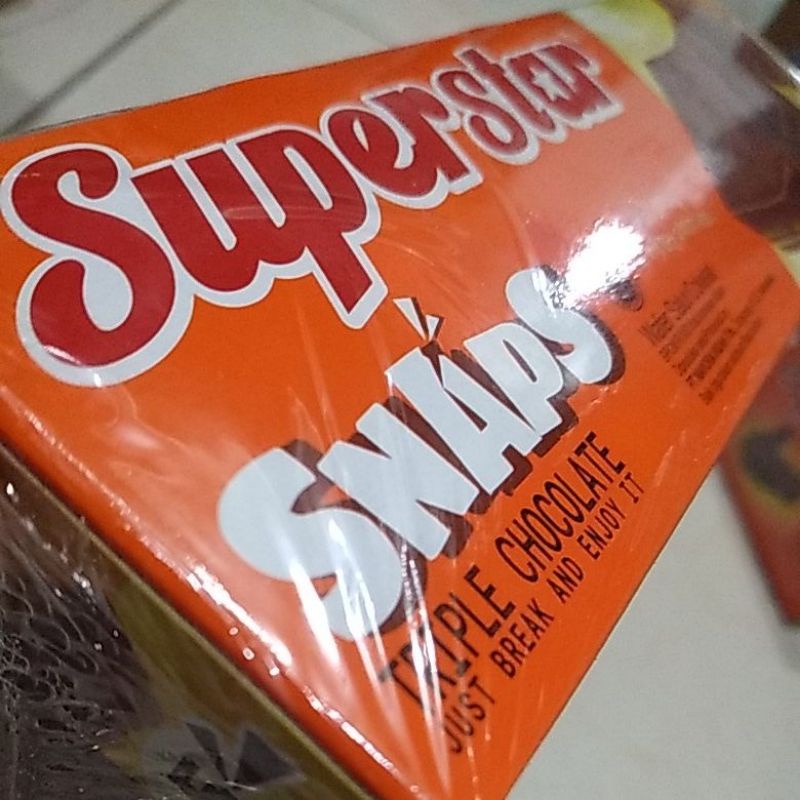 Superstar
SNAPS
TRIPLE CHOCOLATE
JUST BREAK AND ENJOY IT